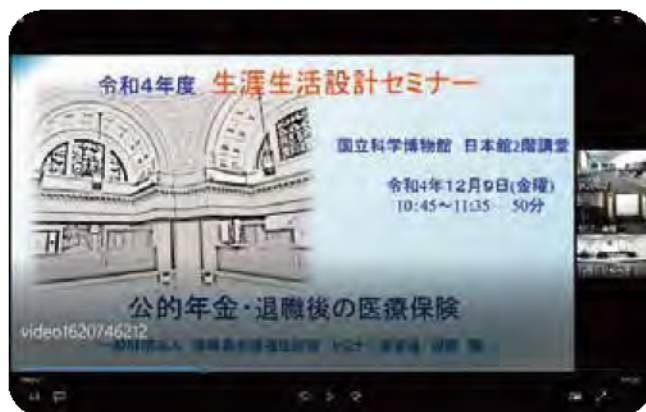 令和4年度 生涯生活設計セミナー
国立科学博物館 日本館2階講堂
令和4年12月9日(金曜)
10:45～11:35 50分
公的年金・退職後の医療保険
video1620746212